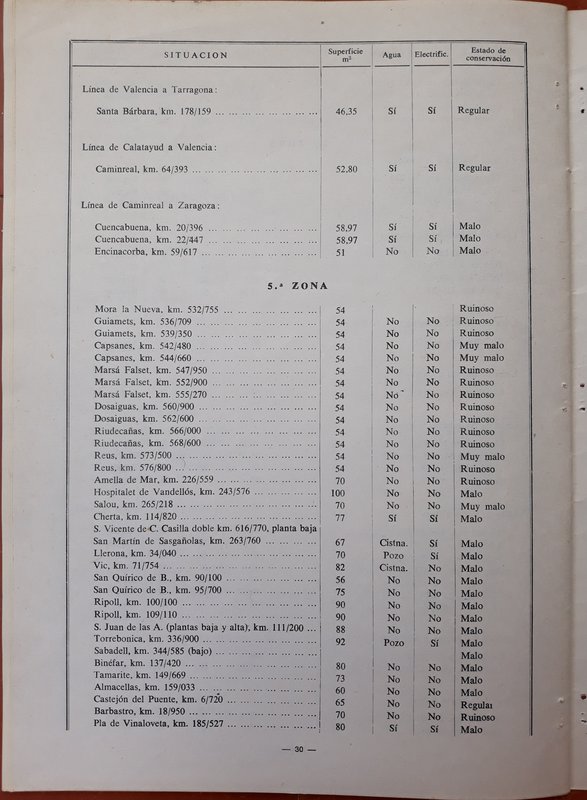 SITUACION Superficie m² Agua Electrific. Estado de conservación
Línea de Valencia a Tarragona:
Santa Bárbara, km. 178/159 ... 46,35 Sí Sí Regular
Línea de Calatayud a Valencia:
Caminreal, km. 64/393 ... 52,80 Sí Sí Regular
Línea de Caminreal a Zaragoza:
Cuencabuena, km. 20/396 ... 58,97 Sí Sí Malo
Cuencabuena, km. 22/447 ... 58,97 Sí Sí Malo
Encinacorba, km. 59/617 ... 51 No No Malo
5.ª ZONA
Mora la Nueva, km. 532/755 ... 54 Ruinoso
Guiamets, km. 536/709 ... 54 No No Ruinoso
Guiamets, km. 539/350 ... 54 No No Ruinoso
Capsanes, km. 542/480 ... 54 No No Muy malo
Capsanes, km. 544/660 ... 54 No No Muy malo
Marsá Falset, km. 547/950 ... 54 No No Ruinoso
Marsá Falset, km. 552/900 ... 54 No No Ruinoso
Marsá Falset, km. 555/270 ... 54 No No Ruinoso
Dosaiguas, km. 560/900 ... 54 No No Ruinoso
Dosaiguas, km. 562/600 ... 54 No No Ruinoso
Riudecañas, km. 566/000 ... 54 No No Ruinoso
Riudecañas, km. 568/600 ... 54 No No Ruinoso
Reus, km. 573/500 ... 54 No No Muy malo
Reus, km. 576/800 ... 54 No No Ruinoso
Amella de Mar, km. 226/559 ... 70 No No Ruinoso
Hospitalet de Vandellós, km. 243/576 ... 100 No No Malo
Salou, km. 265/218 ... 70 No No Muy malo
Cherta, km. 114/820 ... 77 Sí Sí Malo
S. Vicente de C. Casilla doble km. 616/770, planta baja
San Martín de Sasgañolas, km. 263/760 ... 67 Cistna. Sí Malo
Llerona, km. 34/040 ... 70 Pozo Sí Malo
Vic, km. 71/754 ... 82 Cistna. No Malo
San Quírico de B., km. 90/100 ... 56 No No Malo
San Quírico de B., km. 95/700 ... 75 No No Malo
Ripoll, km. 100/100 ... 90 No No Malo
Ripoll, km. 109/110 ... 90 No No Malo
S. Juan de las A. (plantas baja y alta), km. 111/200 ... 88 No No Malo
Torrebonica, km. 336/900 ... 92 Pozo Sí Malo
Sabadell, km. 344/585 (bajo) ... Malo
Binéfar, km. 137/420 ... 80 No No Malo
Tamarite, km. 149/669 ... 73 No No Malo
Almacellas, km. 159/033 ... 60 No No Malo
Castejón del Puente, km. 6/720 ... 65 No No Regular
Barbastro, km. 18/950 ... 70 No No Ruinoso
Pla de Vinaloveta, km. 185/527 ... 80 Sí Sí Malo
— 30 —